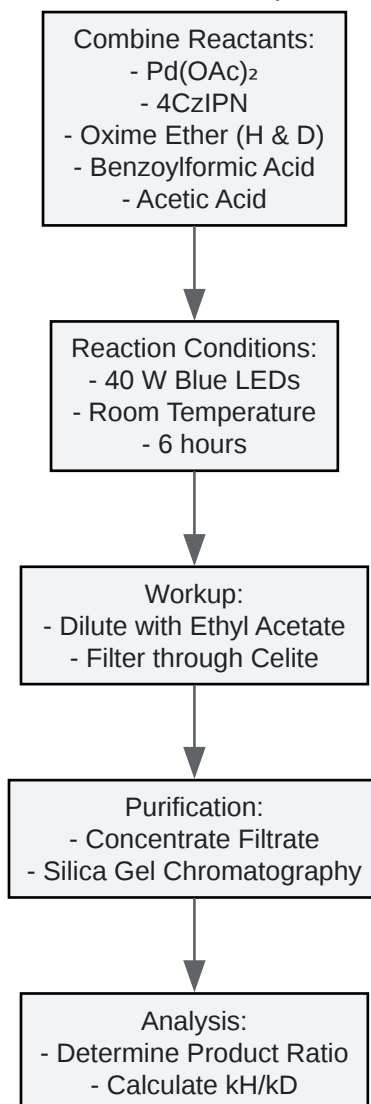 Combine Reactants:
- Pd(OAc)₂
- 4CzIPN
- Oxime Ether (H & D)
- Benzoylformic Acid
- Acetic Acid
Reaction Conditions:
- 40 W Blue LEDs
- Room Temperature
- 6 hours
Workup:
- Dilute with Ethyl Acetate
- Filter through Celite
Purification:
- Concentrate Filtrate
- Silica Gel Chromatography
Analysis:
- Determine Product Ratio
- Calculate kH/kD